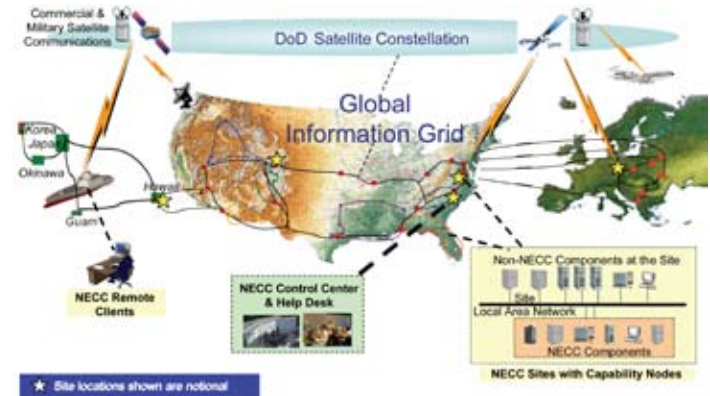 Commercial &
Military Satellite
Communications
DoD Satellite Constellation
Global
Information Grid
Korea
Japan
Okinawa
Guam
Hawaii
NECC Remote
Clients
NECC Control Center
& Help Desk
Non-NECC Components at the Site
Site
Local Area Network
NECC Components
NECC Sites with Capability Nodes
Site locations shown are notional